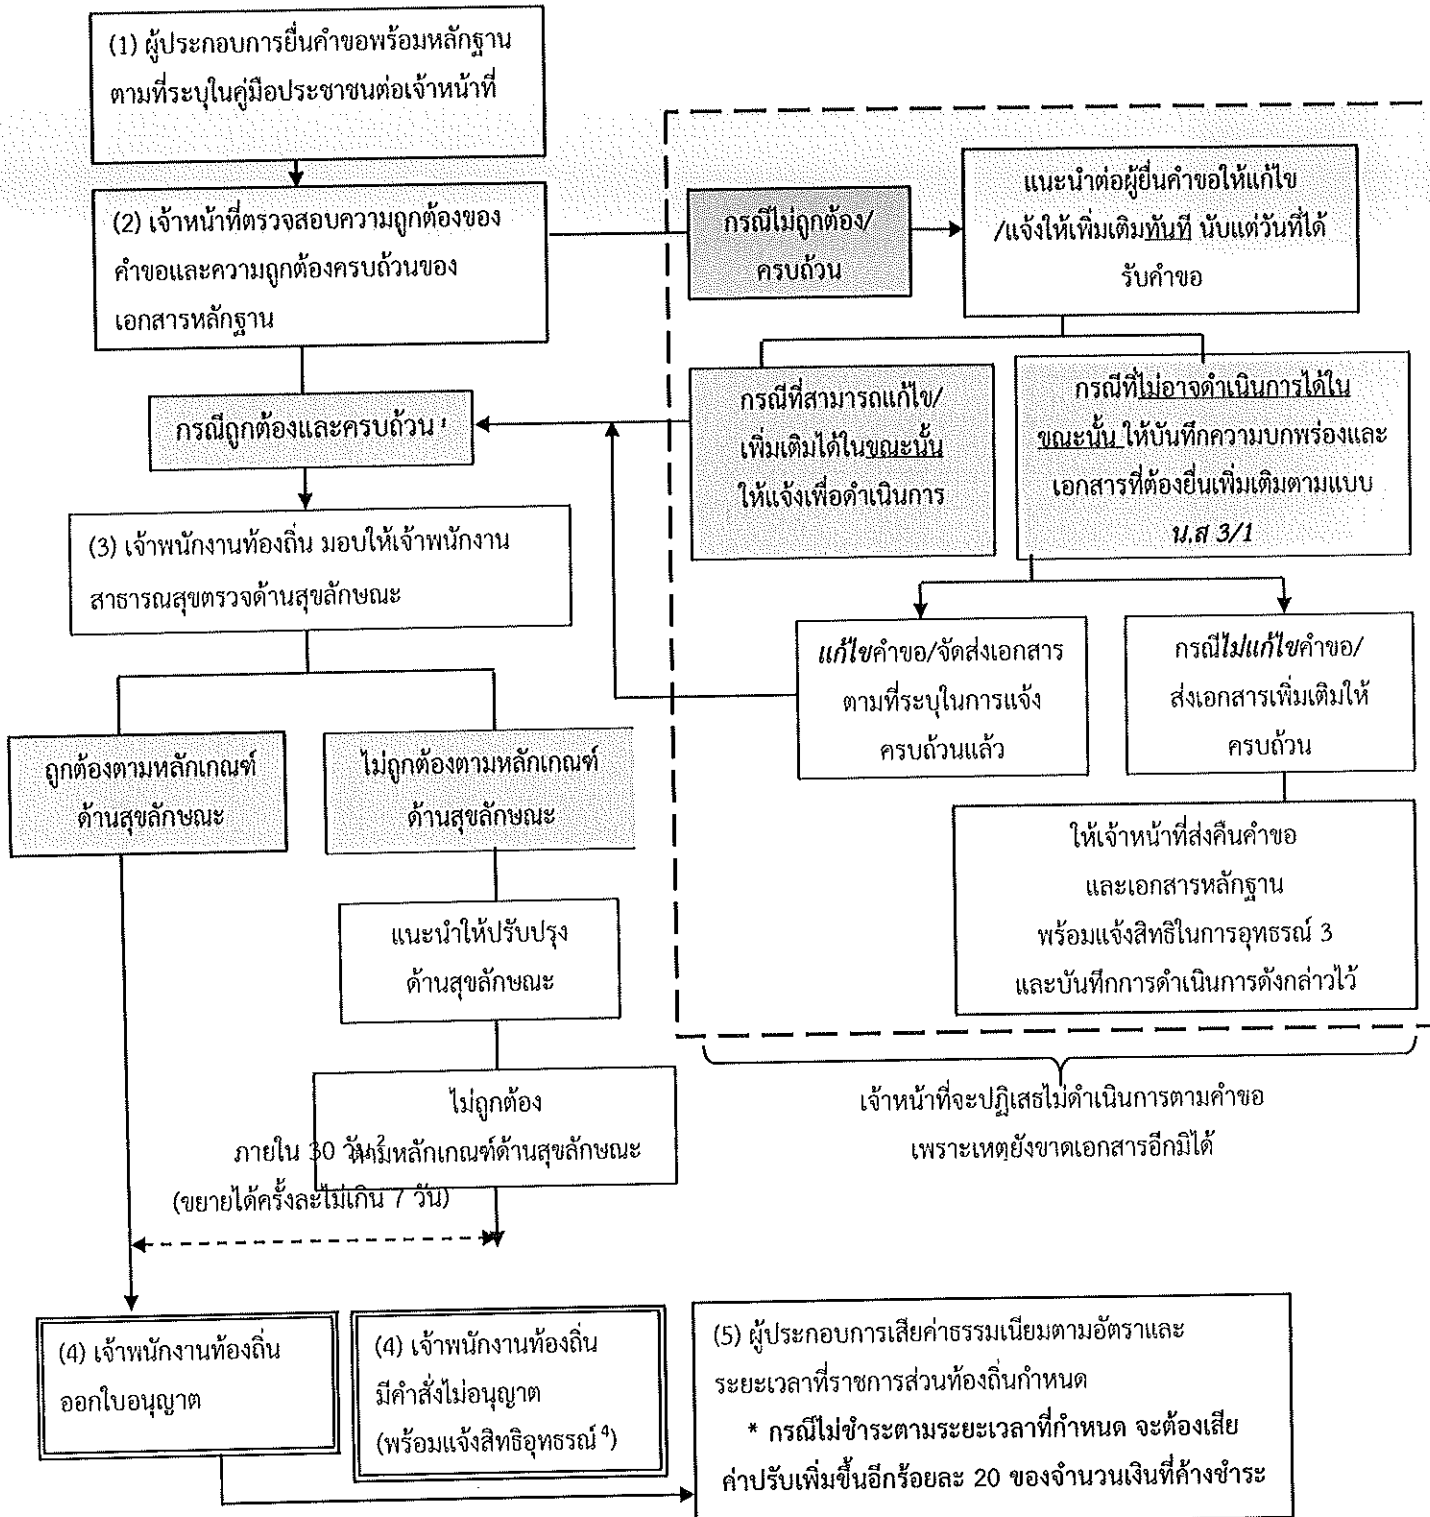 (1) ผู้ประกอบการยื่นคำขอพร้อมหลักฐาน
ตามที่ระบุในคู่มือประชาชนต่อเจ้าหน้าที่
(2) เจ้าหน้าที่ตรวจสอบความถูกต้องของ
คำขอและความถูกต้องครบถ้วนของ
เอกสารหลักฐาน
กรณีไม่ถูกต้อง/
ครบถ้วน
แนะนำต่อผู้ยื่นคำขอให้แก้ไข
/แจ้งให้เพิ่มเติมทันที นับแต่วันที่ได้
รับคำขอ
กรณีถูกต้องและครบถ้วน 1
กรณีที่สามารถแก้ไข/
เพิ่มเติมได้ในขณะนั้น
ให้แจ้งเพื่อดำเนินการ
กรณีที่ไม่อาจดำเนินการได้ใน
ขณะนั้น ให้บันทึกความบกพร่องและ
เอกสารที่ต้องยื่นเพิ่มเติมตามแบบ
น.ส 3/1
(3) เจ้าพนักงานท้องถิ่น มอบให้เจ้าพนักงาน
สาธารณสุขตรวจด้านสุขลักษณะ
แก้ไขคำขอ/จัดส่งเอกสาร
ตามที่ระบุในการแจ้ง
ครบถ้วนแล้ว
กรณีไม่แก้ไขคำขอ/
ส่งเอกสารเพิ่มเติมให้
ครบถ้วน
ถูกต้องตามหลักเกณฑ์
ด้านสุขลักษณะ
ไม่ถูกต้องตามหลักเกณฑ์
ด้านสุขลักษณะ
ให้เจ้าหน้าที่ส่งคืนคำขอ
และเอกสารหลักฐาน
พร้อมแจ้งสิทธิในการอุทธรณ์ 3
และบันทึกการดำเนินการดังกล่าวไว้
แนะนำให้ปรับปรุง
ด้านสุขลักษณะ
เจ้าหน้าที่จะปฏิเสธไม่ดำเนินการตามคำขอ
เพราะเหตุยังขาดเอกสารอีกมิได้
ไม่ถูกต้อง
ตามหลักเกณฑ์ด้านสุขลักษณะ
ภายใน 30 วัน 2
(ขยายได้ครั้งละไม่เกิน 7 วัน)
(4) เจ้าพนักงานท้องถิ่น
ออกใบอนุญาต
(4) เจ้าพนักงานท้องถิ่น
มีคำสั่งไม่อนุญาต
(พร้อมแจ้งสิทธิอุทธรณ์ 4)
(5) ผู้ประกอบการเสียค่าธรรมเนียมตามอัตราและ
ระยะเวลาที่ราชการส่วนท้องถิ่นกำหนด
* กรณีไม่ชำระตามระยะเวลาที่กำหนด จะต้องเสีย
ค่าปรับเพิ่มขึ้นอีกร้อยละ 20 ของจำนวนเงินที่ค้างชำระ